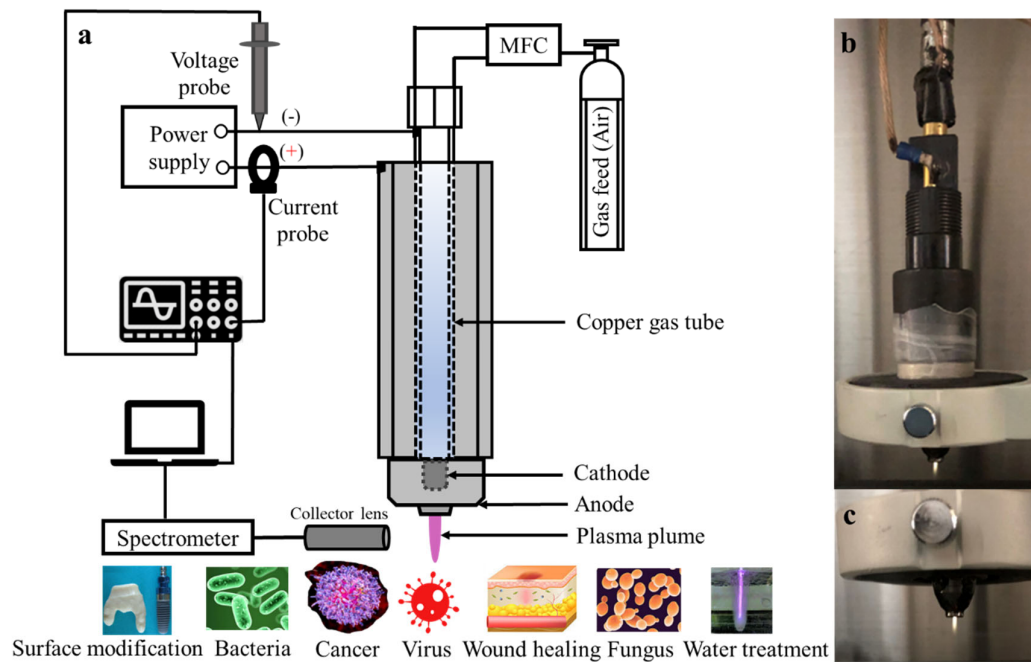 a
Voltage
probe
MFC
Gas feed (Air)
Power
supply
(-)
(+)
Current
probe
Copper gas tube
Cathode
Anode
Plasma plume
Collector lens
Spectrometer
Surface modification
Bacteria
Cancer
Virus
Wound healing
Fungus
Water treatment
b
c